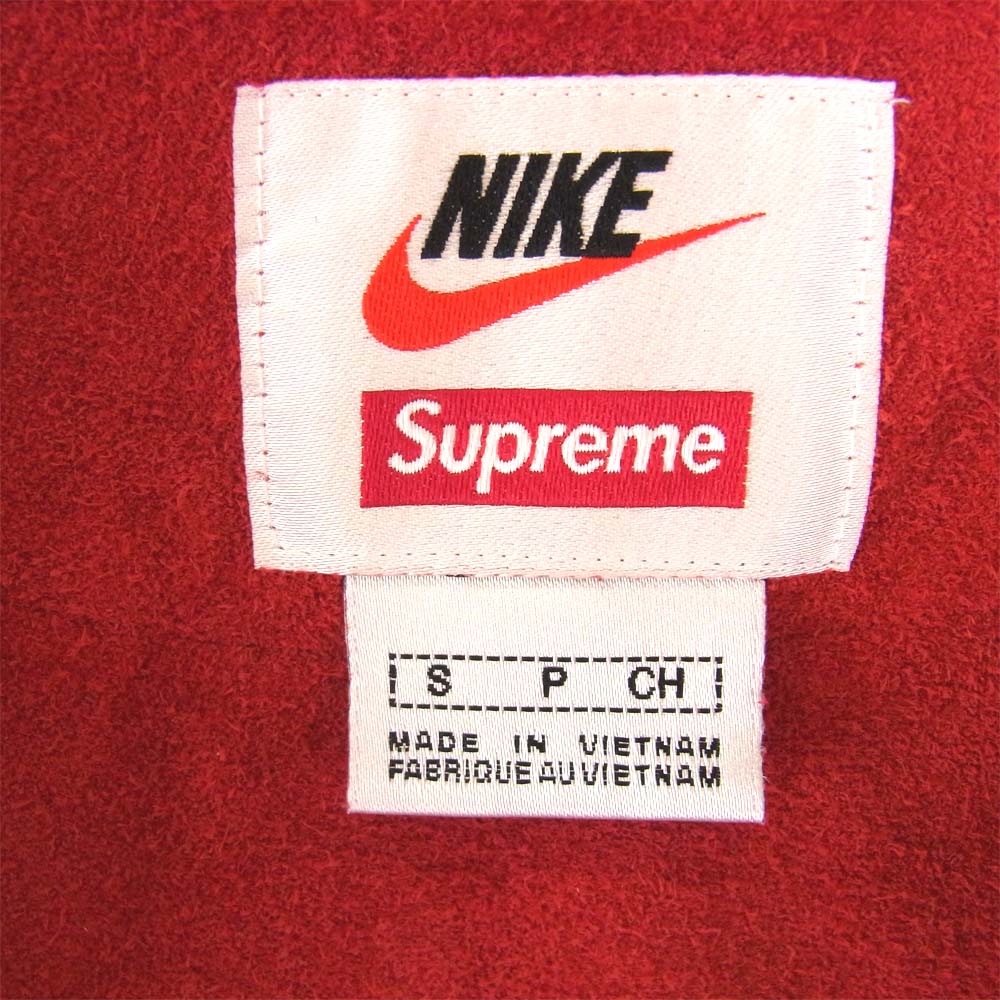 NIKE
Supreme
S P CH
MADE IN VIETNAM
FABRIQUE AU VIETNAM